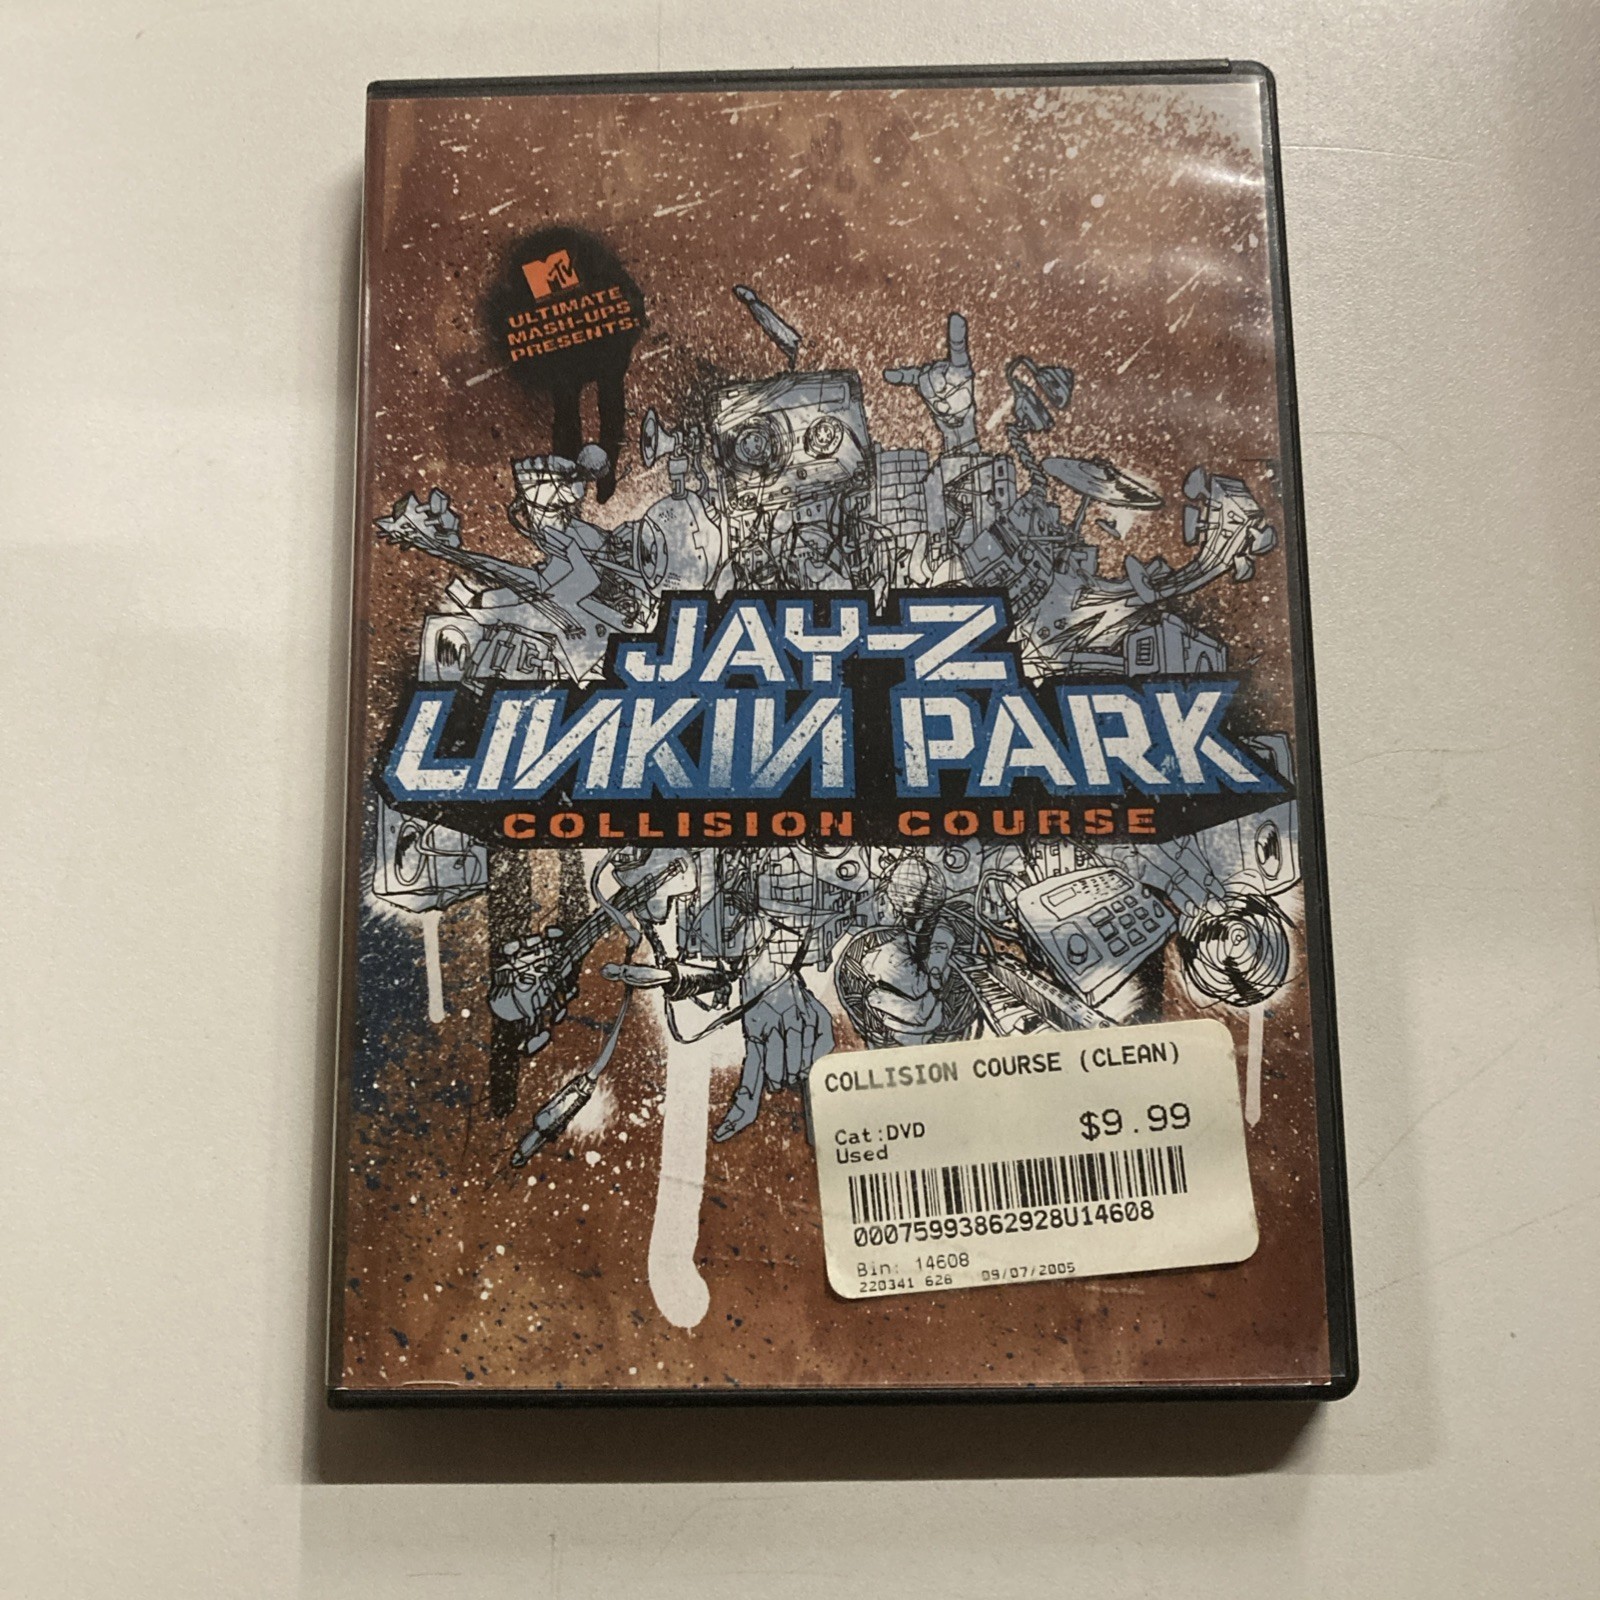 MTV
ULTIMATE
MASH-UPS
PRESENTS:
JAY-Z
LINKIN PARK
COLLISION COURSE
COLLISION COURSE (CLEAN)
Cat:DVD $9.99
Used
00075993862928U14608
Bin: 14608
220341 626 09/07/2005